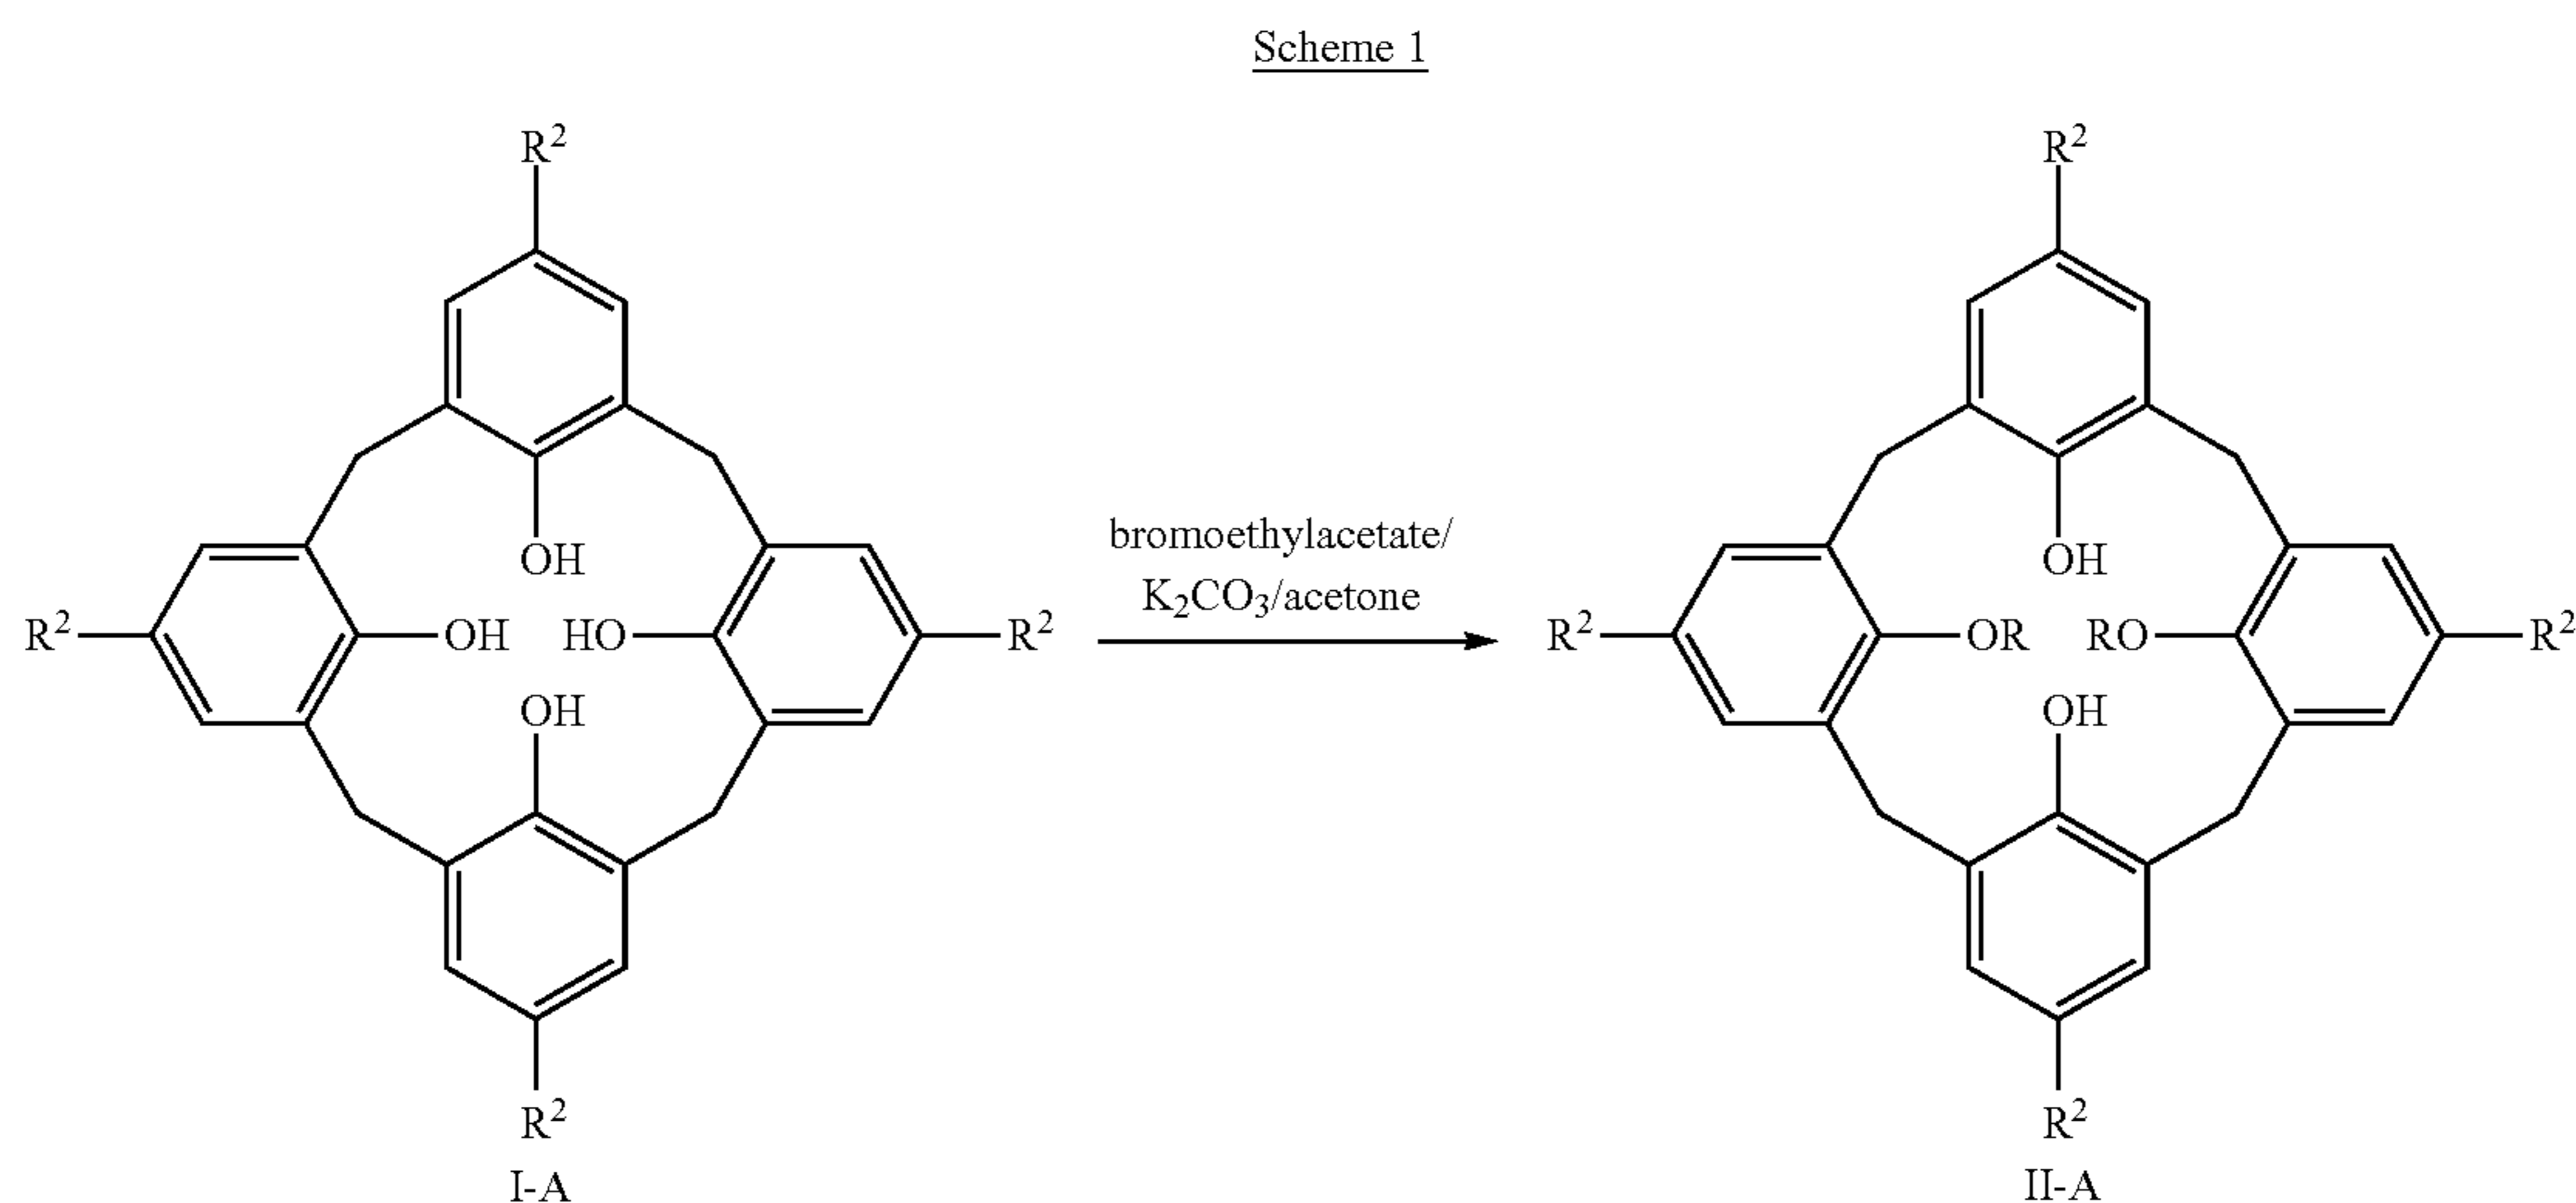 Scheme 1
R² R²
OH OH
bromoethylacetate/
K₂CO₃/acetone
R² OH HO R² R² OR RO R²
OH OH
R² R²
I-A II-A